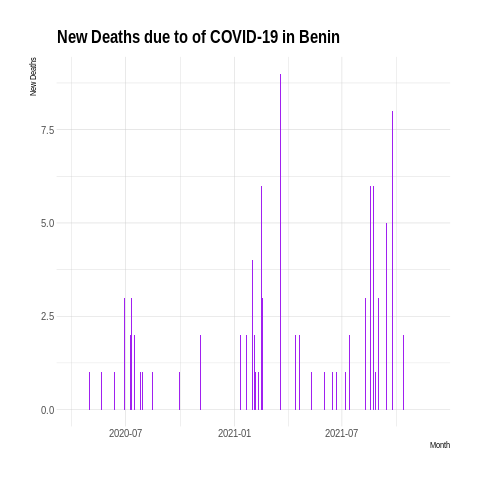 New Deaths due to of COVID-19 in Benin
New Deaths
7.5
5.0
2.5
0.0
2020-07 2021-01 2021-07
Month